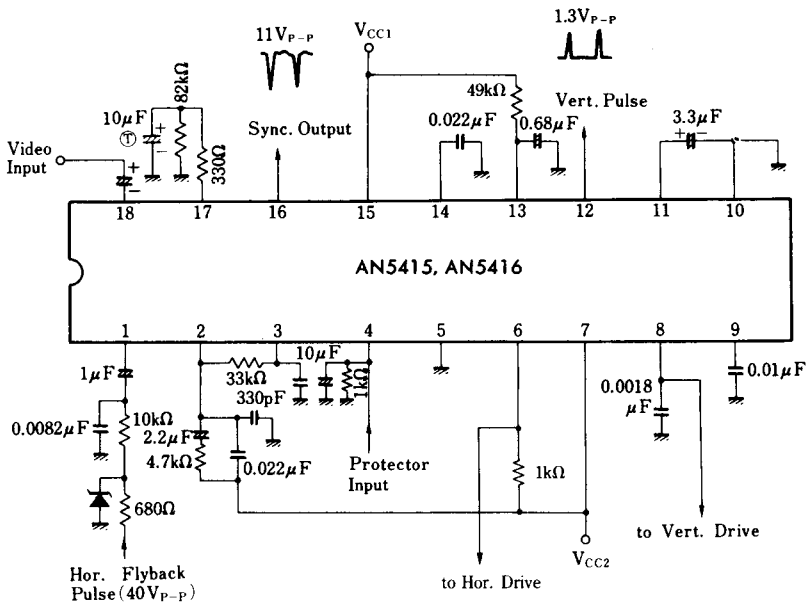 11VP-P
VCC1
1.3VP-P
82kΩ
10μF
T
+
−
330Ω
Sync. Output
49kΩ
0.022μF
0.68μF
Vert. Pulse
3.3μF
+ −
Video
Input
+
−
18 17 16 15 14 13 12 11 10
AN5415, AN5416
1 2 3 4 5 6 7 8 9
1μF
33kΩ
10μF
1kΩ
0.01μF
0.0018
μF
330pF
0.0082μF
10kΩ
2.2μF
4.7kΩ
0.022μF
Protector
Input
1kΩ
680Ω
to Vert. Drive
VCC2
Hor. Flyback
Pulse(40VP-P)
to Hor. Drive